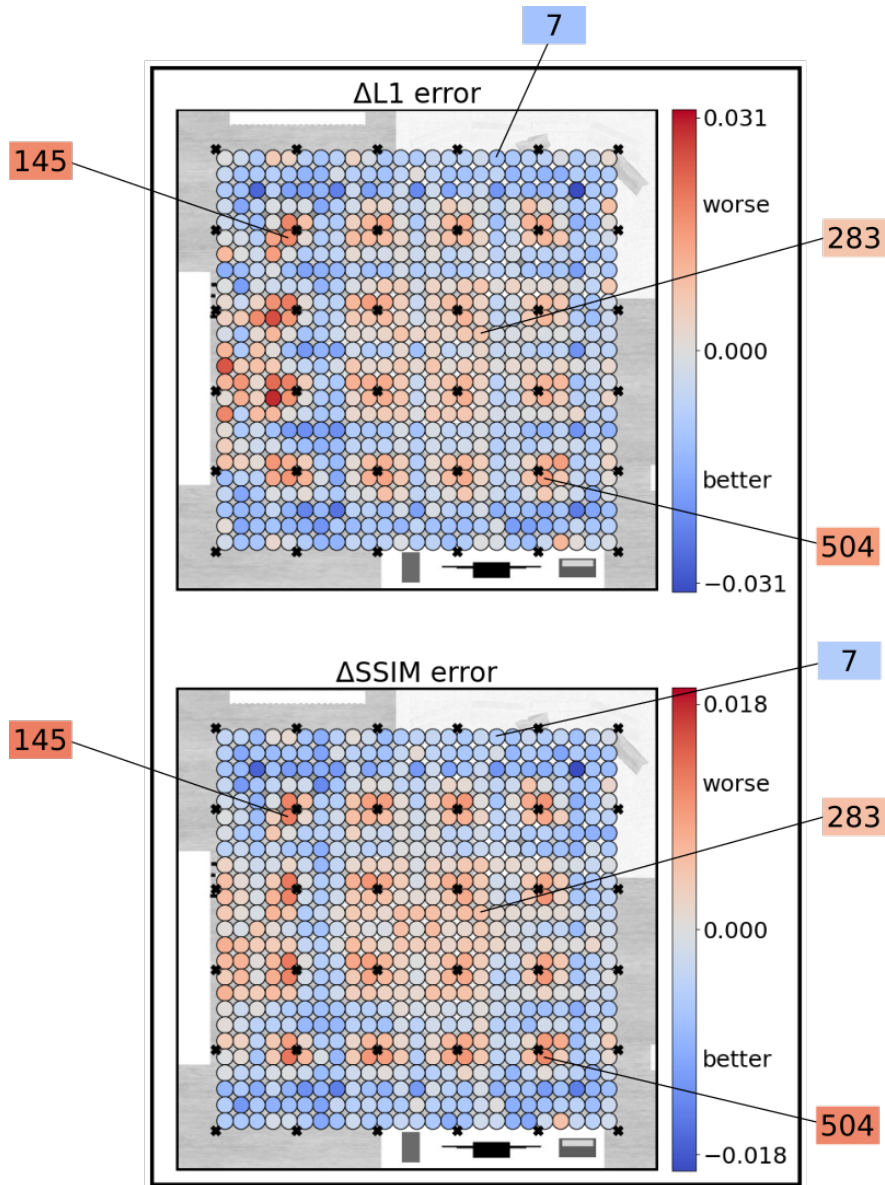 7
ΔL1 error
0.031
145
worse
283
0.000
better
504
−0.031
7
ΔSSIM error
0.018
145
worse
283
0.000
better
504
−0.018